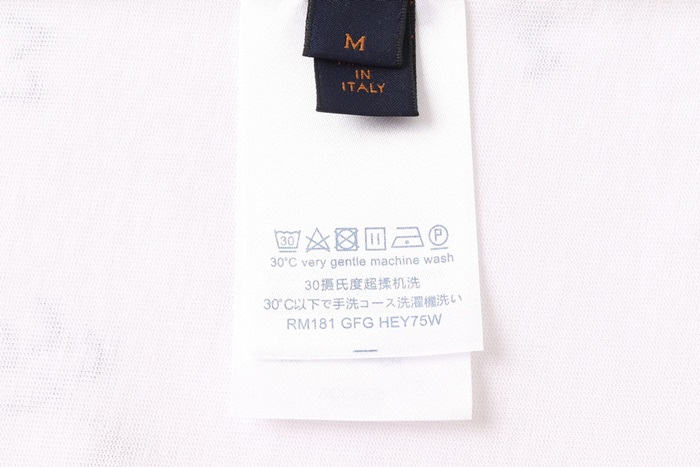 M
IN
ITALY
30
P
30°C very gentle machine wash
30摄氏度超揉机洗
30℃以下で手洗コース洗濯機洗い
RM181 GFG HEY75W